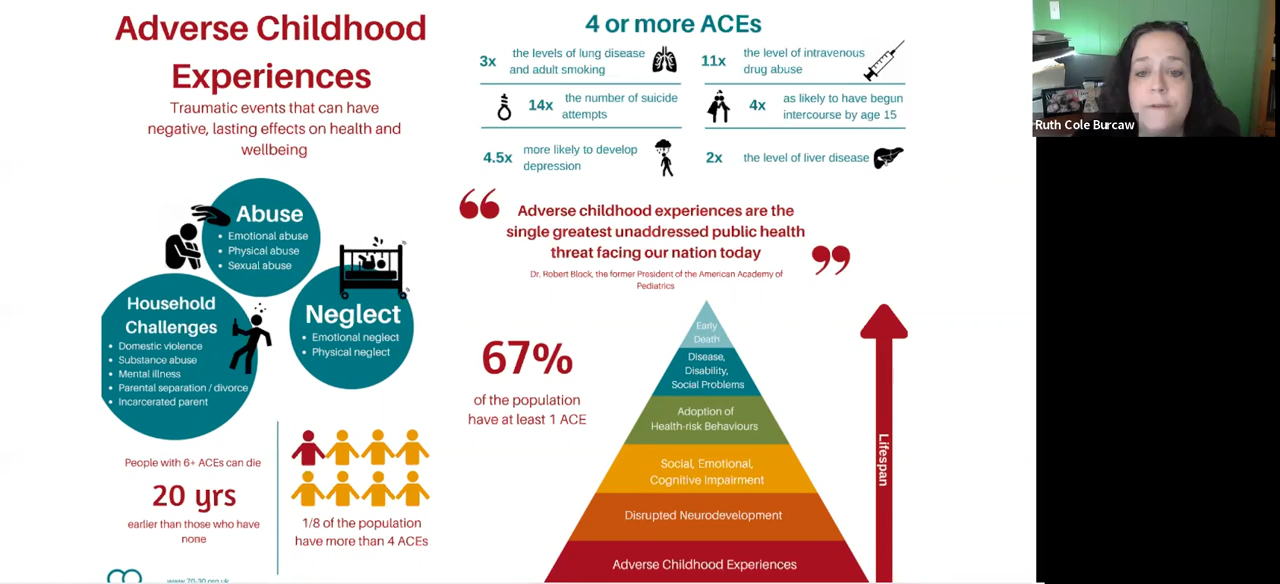 Adverse Childhood
Experiences
Traumatic events that can have
negative, lasting effects on health and
wellbeing
Abuse
• Emotional abuse
• Physical abuse
• Sexual abuse
Household
Challenges
• Domestic violence
• Substance abuse
• Mental illness
• Parental separation / divorce
• Incarcerated parent
Neglect
• Emotional neglect
• Physical neglect
People with 6+ ACEs can die
20 yrs
earlier than those who have
none
1/8 of the population
have more than 4 ACEs
www.70-30.org.uk
4 or more ACEs
3x the levels of lung disease
and adult smoking
11x the level of intravenous
drug abuse
14x the number of suicide
attempts
4x as likely to have begun
intercourse by age 15
4.5x more likely to develop
depression
2x the level of liver disease
“ Adverse childhood experiences are the
single greatest unaddressed public health
threat facing our nation today ”
Dr. Robert Block, the former President of the American Academy of
Pediatrics
67%
of the population
have at least 1 ACE
Early
Death
Disease,
Disability,
Social Problems
Adoption of
Health-risk Behaviours
Social, Emotional,
Cognitive Impairment
Disrupted Neurodevelopment
Adverse Childhood Experiences
Lifespan
Ruth Cole Burcaw